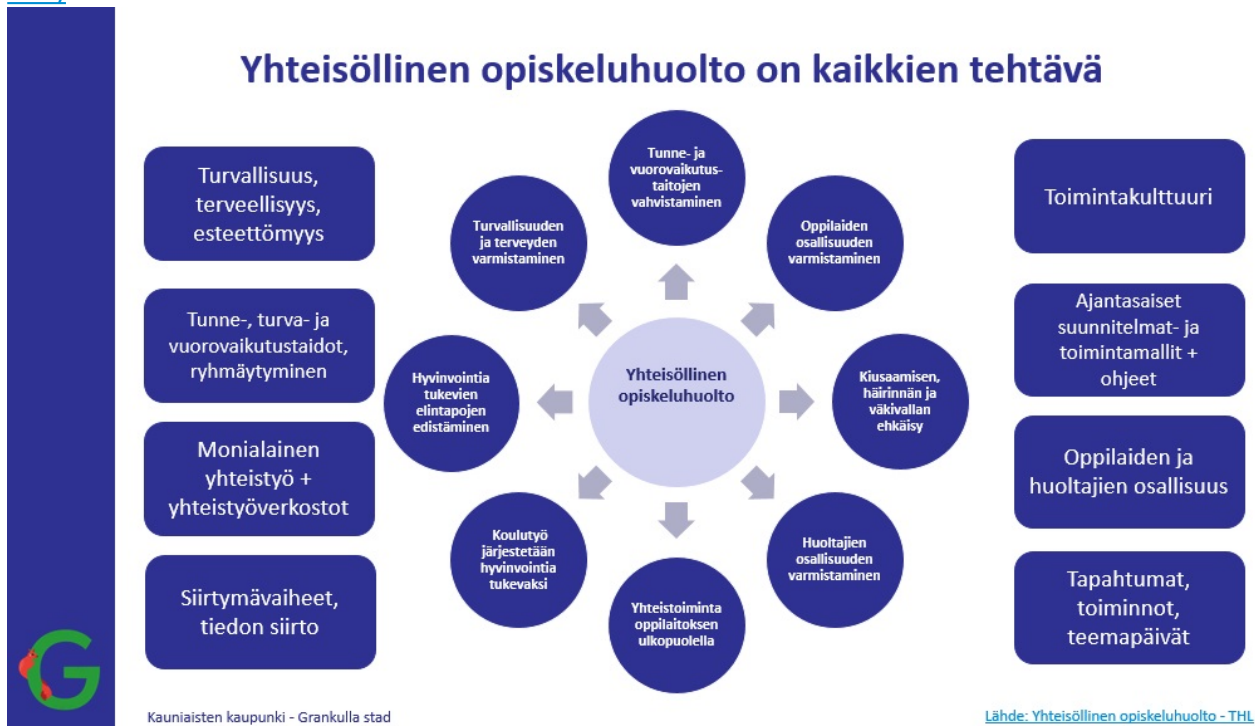 Yhteisöllinen opiskeluhuolto on kaikkien tehtävä
Turvallisuus,
terveellisyys,
esteettömyys
Tunne-, turva- ja
vuorovaikutustaidot,
ryhmäytyminen
Monialainen
yhteistyö +
yhteistyöverkostot
Siirtymävaiheet,
tiedon siirto
Tunne- ja
vuorovaikutus-
taitojen
vahvistaminen
Oppilaiden
osallisuuden
varmistaminen
Kiusaamisen,
häirinnän ja
väkivallan
ehkäisy
Huoltajien
osallisuuden
varmistaminen
Yhteistoiminta
oppilaitoksen
ulkopuolella
Koulutyö
järjestetään
hyvinvointia
tukevaksi
Hyvinvointia
tukevien
elintapojen
edistäminen
Turvallisuuden
ja terveyden
varmistaminen
Yhteisöllinen
opiskeluhuolto
Toimintakulttuuri
Ajantasaiset
suunnitelmat- ja
toimintamallit +
ohjeet
Oppilaiden ja
huoltajien osallisuus
Tapahtumat,
toiminnot,
teemapäivät
G
Kauniaisten kaupunki - Grankulla stad
Lähde: Yhteisöllinen opiskeluhuolto - THL